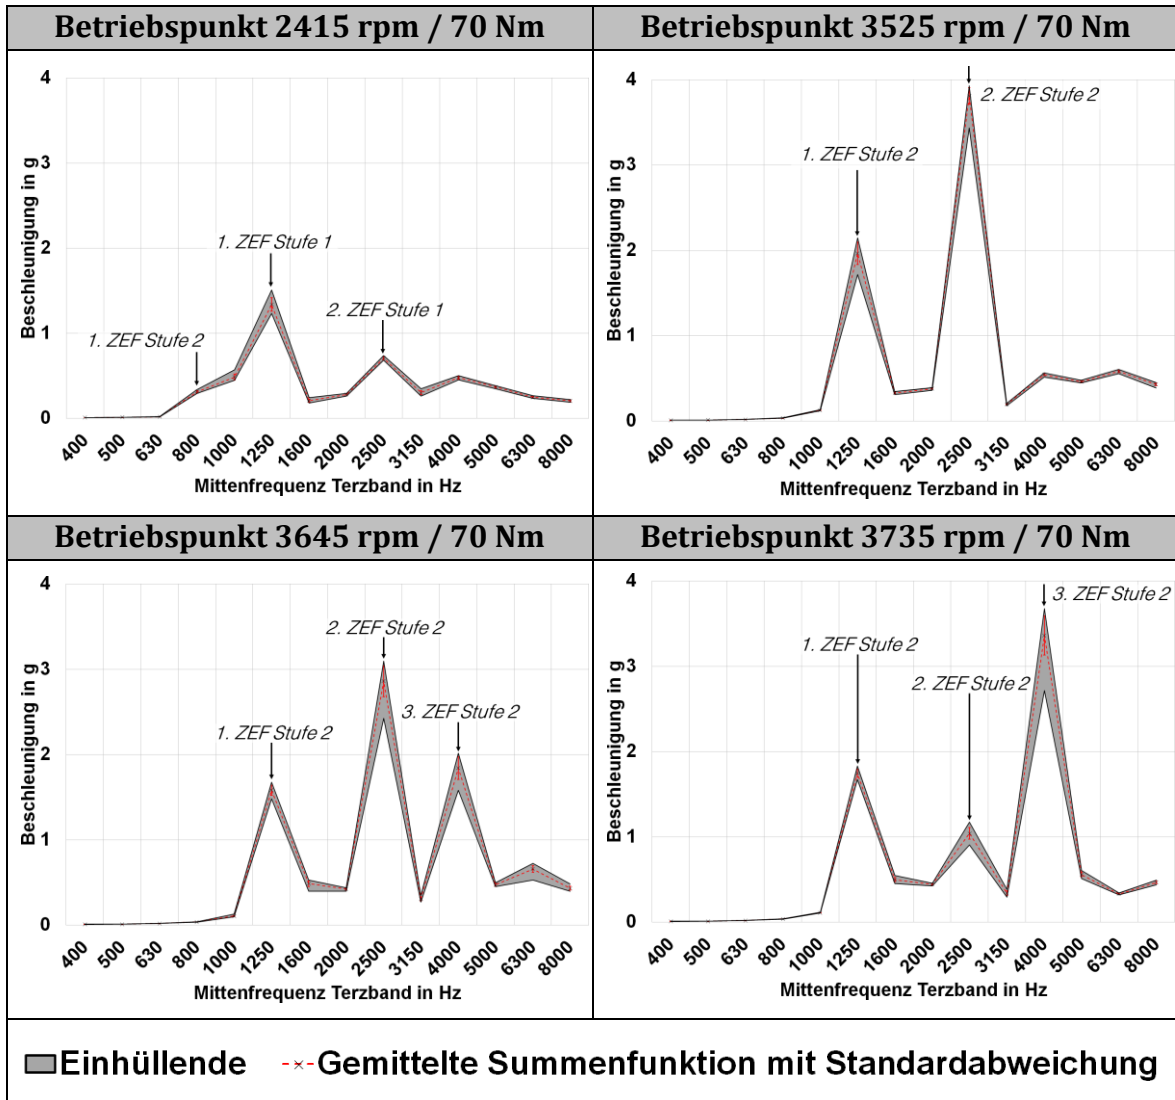 Betriebspunkt 2415 rpm / 70 Nm
Beschleunigung in g
4
3
2
1
0
1. ZEF Stufe 2
1. ZEF Stufe 1
2. ZEF Stufe 1
400 500 630 800 1000 1250 1600 2000 2500 3150 4000 5000 6300 8000
Mittenfrequenz Terzband in Hz
Betriebspunkt 3525 rpm / 70 Nm
Beschleunigung in g
4
3
2
1
0
1. ZEF Stufe 2
2. ZEF Stufe 2
400 500 630 800 1000 1250 1600 2000 2500 3150 4000 5000 6300 8000
Mittenfrequenz Terzband in Hz
Betriebspunkt 3645 rpm / 70 Nm
Beschleunigung in g
4
3
2
1
0
1. ZEF Stufe 2
2. ZEF Stufe 2
3. ZEF Stufe 2
400 500 630 800 1000 1250 1600 2000 2500 3150 4000 5000 6300 8000
Mittenfrequenz Terzband in Hz
Betriebspunkt 3735 rpm / 70 Nm
Beschleunigung in g
4
3
2
1
0
1. ZEF Stufe 2
2. ZEF Stufe 2
3. ZEF Stufe 2
400 500 630 800 1000 1250 1600 2000 2500 3150 4000 5000 6300 8000
Mittenfrequenz Terzband in Hz
Einhüllende Gemittelte Summenfunktion mit Standardabweichung